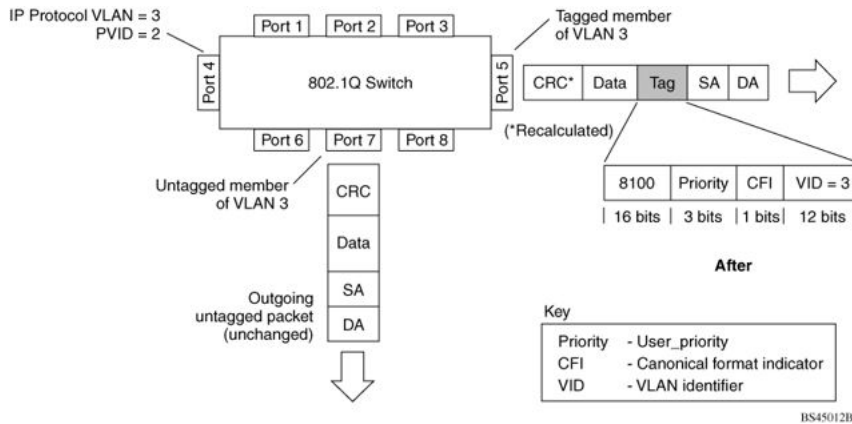 IP Protocol VLAN = 3
PVID = 2
Port 1
Port 2
Port 3
Tagged member
of VLAN 3
Port 4
802.1Q Switch
Port 5
CRC*
Data
Tag
SA
DA
(*Recalculated)
Port 6
Port 7
Port 8
Untagged member
of VLAN 3
CRC
Data
SA
DA
Outgoing
untagged packet
(unchanged)
8100
Priority
CFI
VID = 3
16 bits
3 bits
1 bits
12 bits
After
Key
Priority - User_priority
CFI - Canonical format indicator
VID - VLAN identifier
BS45012B